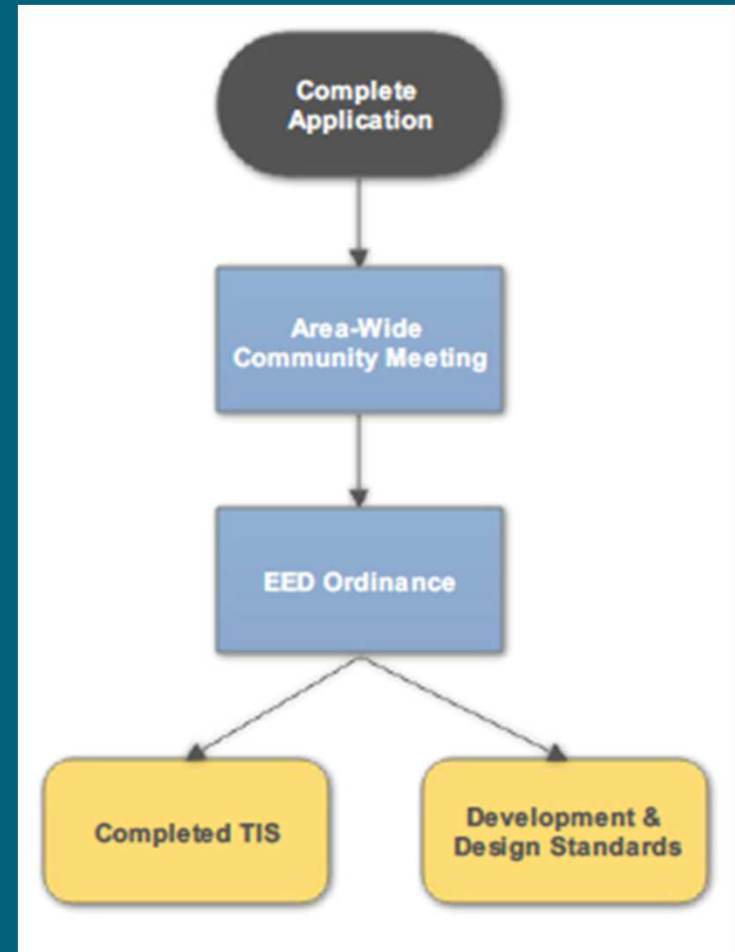 Complete
Application
Area-Wide
Community Meeting
EED Ordinance
Completed TIS
Development &
Design Standards